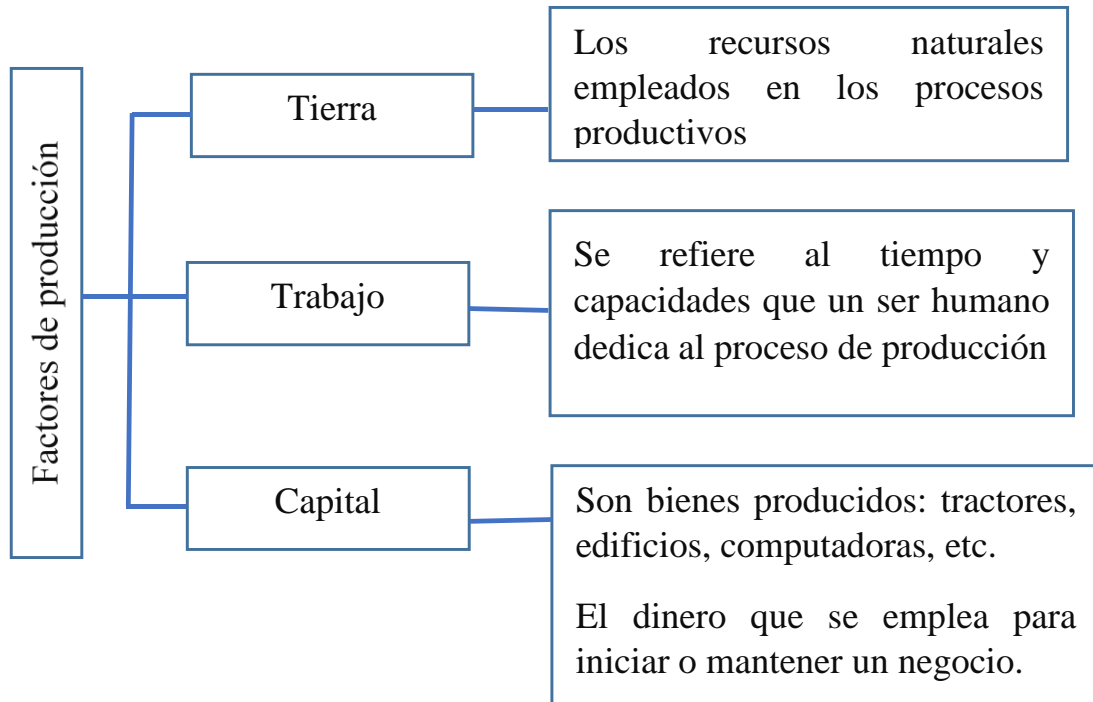 Factores de producción
Tierra
Los recursos naturales
empleados en los procesos
productivos
Trabajo
Se refiere al tiempo y
capacidades que un ser humano
dedica al proceso de producción
Capital
Son bienes producidos: tractores,
edificios, computadoras, etc.
El dinero que se emplea para
iniciar o mantener un negocio.